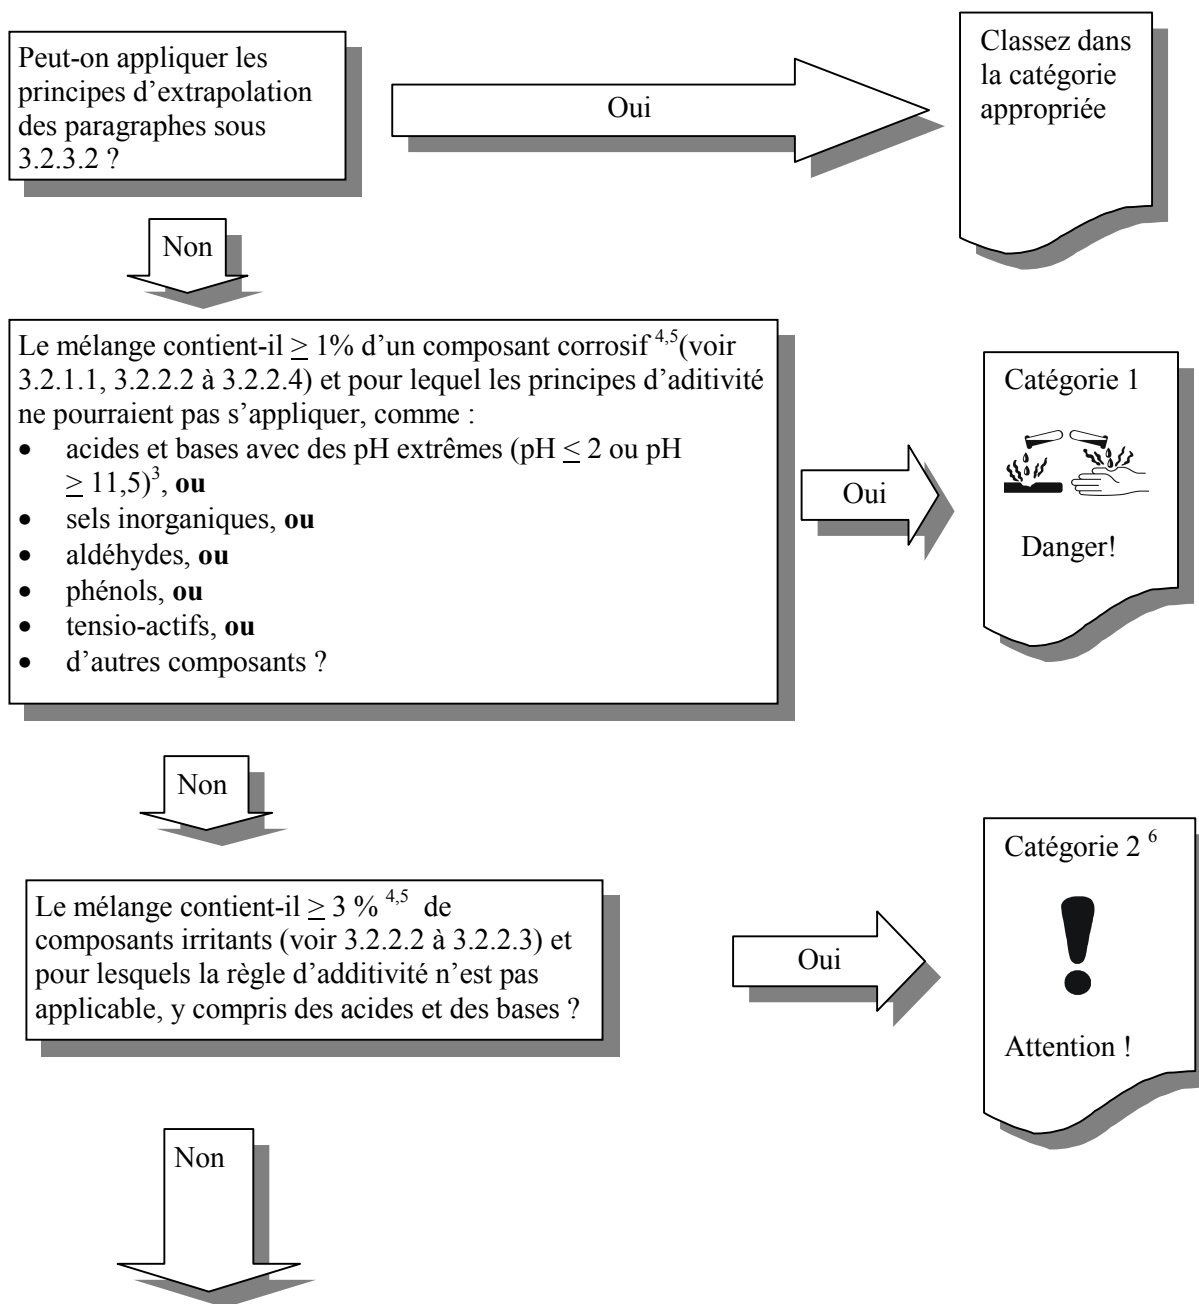 Peut-on appliquer les
principes d'extrapolation
des paragraphes sous
3.2.3.2 ?
Oui
Classez dans
la catégorie
appropriée
Non
Le mélange contient-il ≥ 1% d'un composant corrosif 4,5(voir
3.2.1.1, 3.2.2.2 à 3.2.2.4) et pour lequel les principes d'aditivité
ne pourraient pas s'appliquer, comme :
• acides et bases avec des pH extrêmes (pH ≤ 2 ou pH
≥ 11,5)3, ou
• sels inorganiques, ou
• aldéhydes, ou
• phénols, ou
• tensio-actifs, ou
• d'autres composants ?
Oui
Catégorie 1
Danger!
Non
Le mélange contient-il ≥ 3 % 4,5 de
composants irritants (voir 3.2.2.2 à 3.2.2.3) et
pour lesquels la règle d'additivité n'est pas
applicable, y compris des acides et des bases ?
Oui
Catégorie 2 6
Attention !
Non